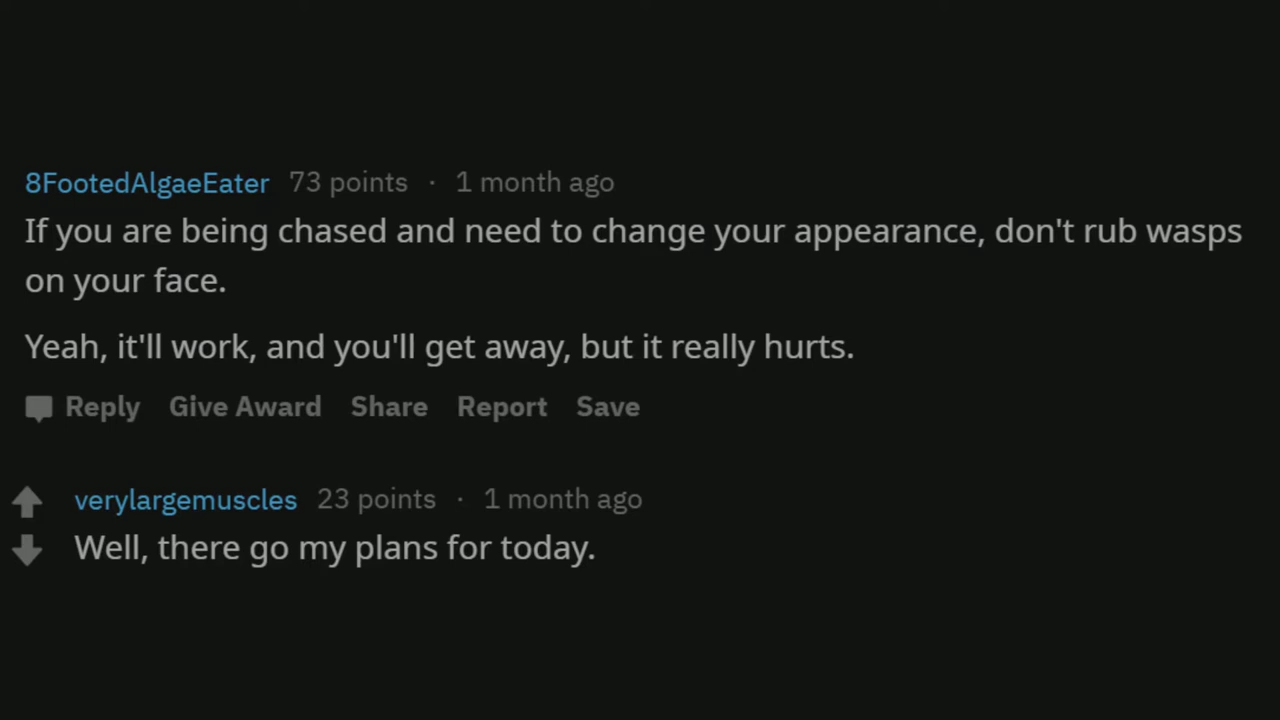 8FootedAlgaeEater 73 points · 1 month ago
If you are being chased and need to change your appearance, don't rub wasps
on your face.
Yeah, it'll work, and you'll get away, but it really hurts.
Reply Give Award Share Report Save
verylargemuscles 23 points · 1 month ago
Well, there go my plans for today.